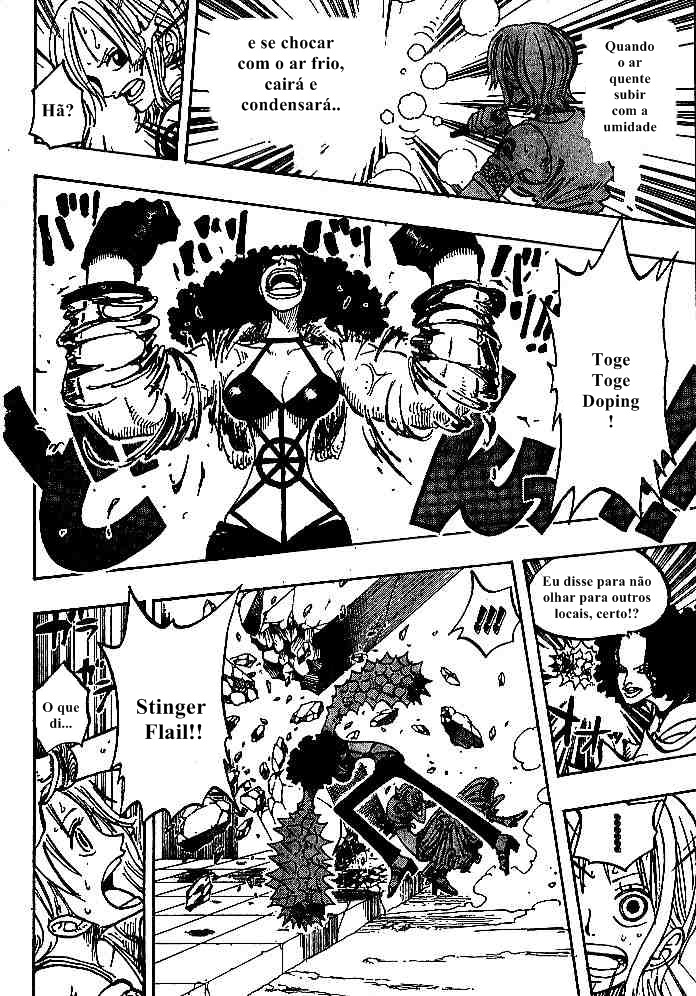 Quando
o ar
quente
subir
com a
umidade
e se chocar
com o ar frio,
cairá e
condensará..
Hã?
Toge
Toge
Doping
!
Eu disse para não
olhar para outros
locais, certo!?
!!!
Stinger
Flail!!
O que
di...